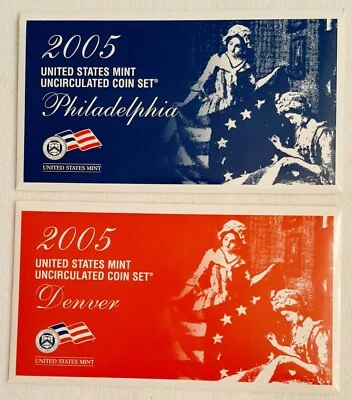 2005
UNITED STATES MINT
UNCIRCULATED COIN SET®
Philadelphia
UNITED STATES MINT
2005
UNITED STATES MINT
UNCIRCULATED COIN SET®
Denver
UNITED STATES MINT